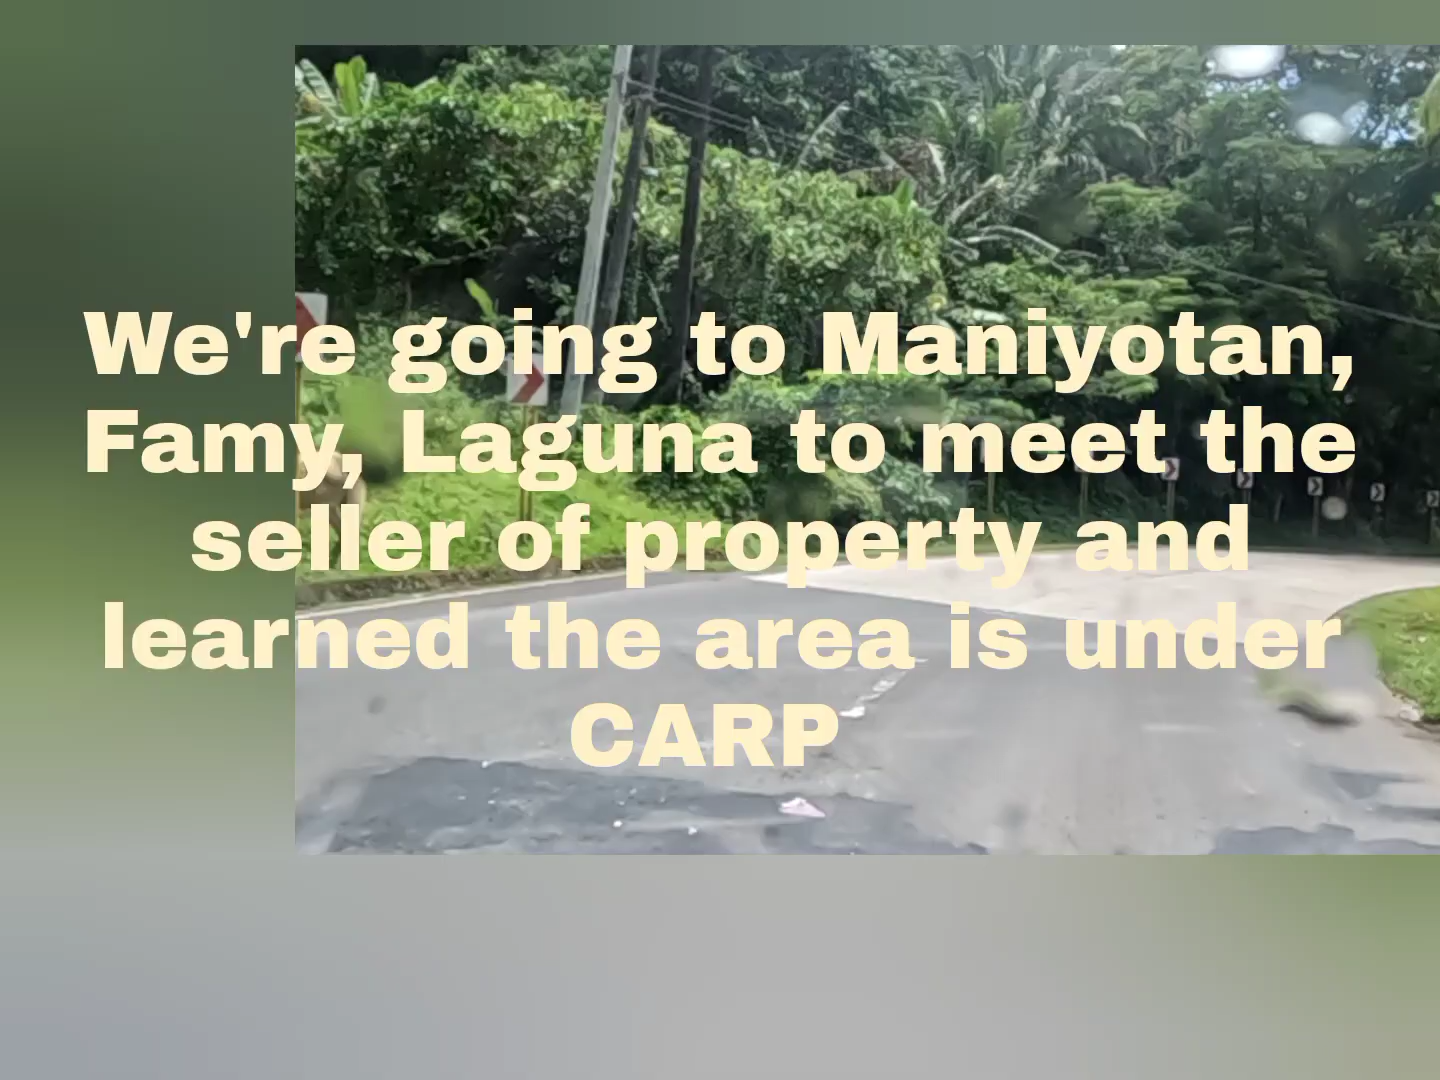 We're going to Maniyotan,
Famy, Laguna to meet the
seller of property and
learned the area is under
CARP